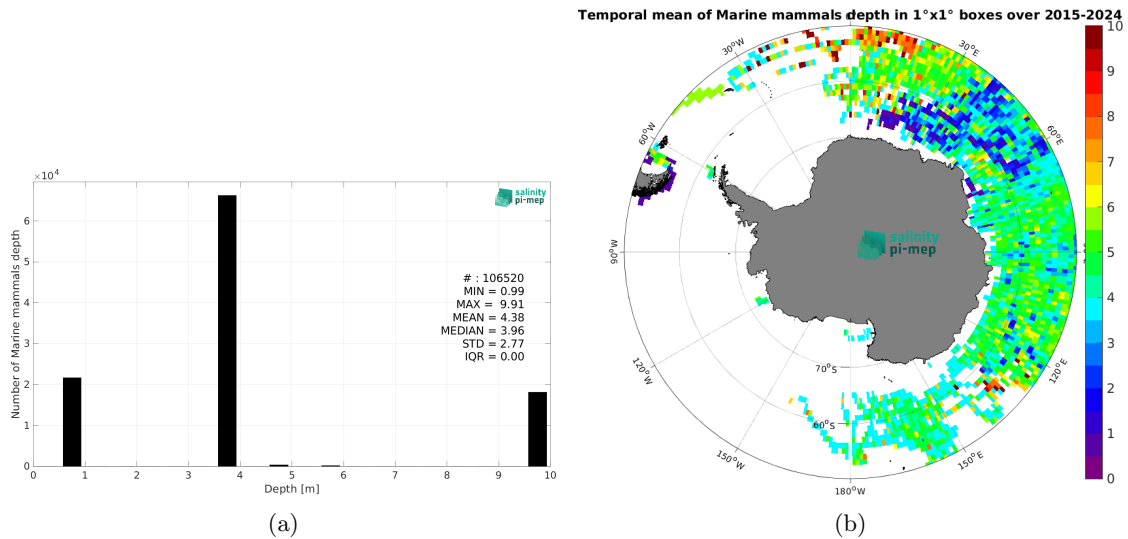 Temporal mean of Marine mammals depth in 1°x1° boxes over 2015-2024
×10⁴
Number of Marine mammals depth
6
5
4
3
2
1
0
0 1 2 3 4 5 6 7 8 9 10
Depth [m]
salinity
pi-mep
# : 106520
MIN = 0.99
MAX = 9.91
MEAN = 4.38
MEDIAN = 3.96
STD = 2.77
IQR = 0.00
(a)
30°W
30°E
60°W
60°E
90°W
120°W
120°E
150°W
150°E
180°W
70°S
60°S
salinity
pi-mep
10
9
8
7
6
5
4
3
2
1
0
(b)